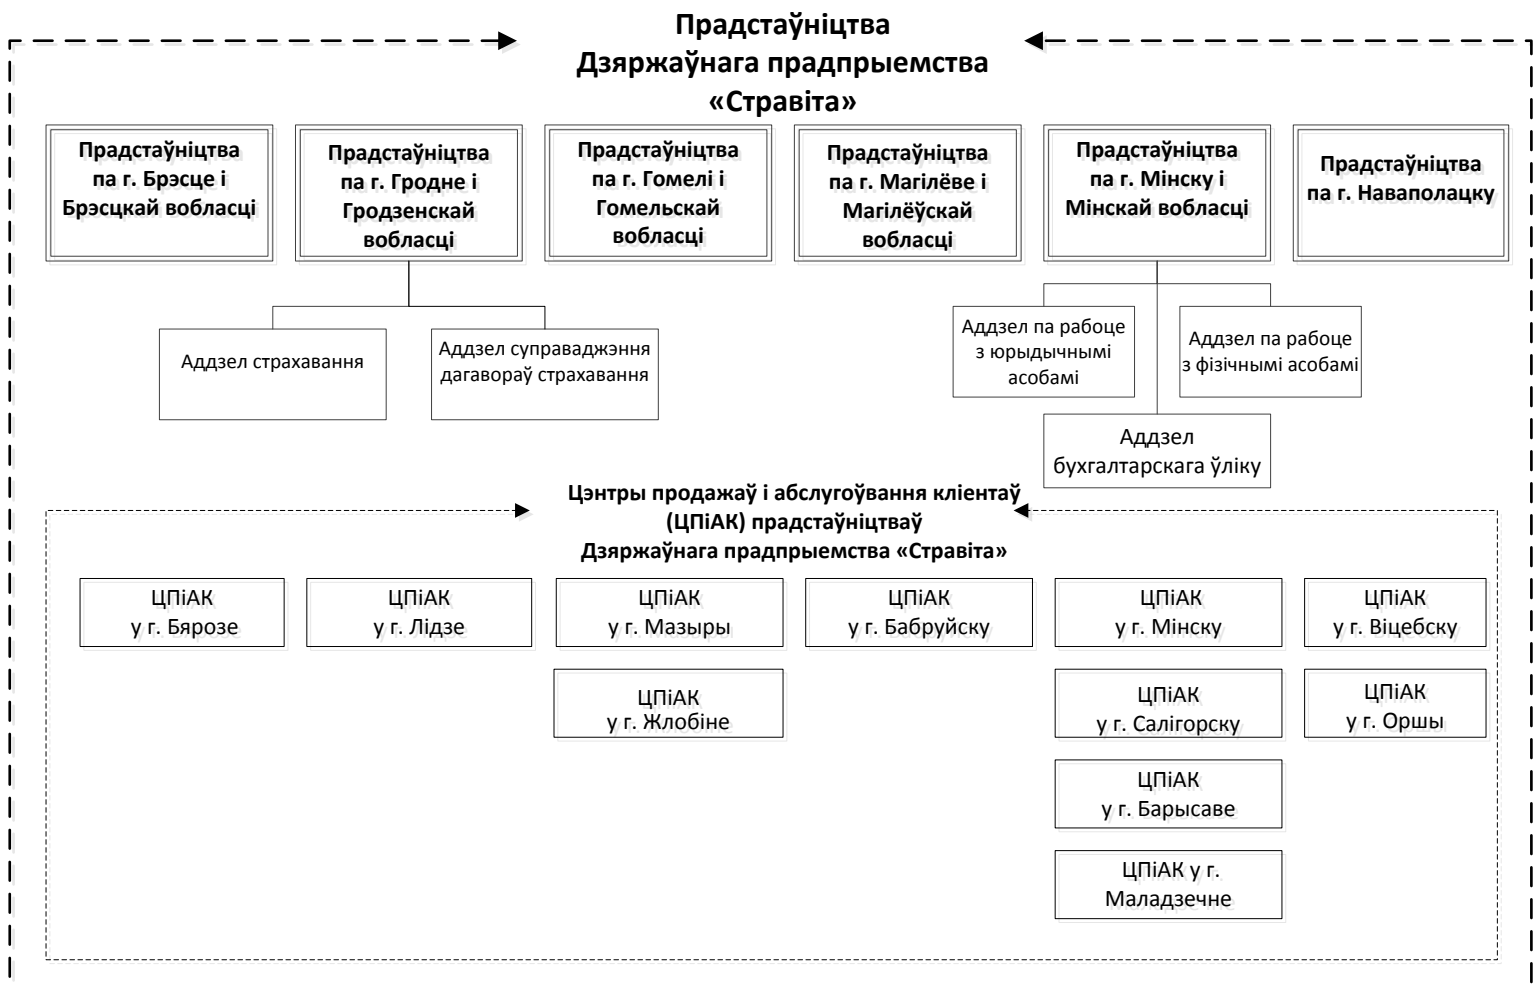 Прадстаўніцтва
Дзяржаўнага прадпрыемства
«Стравіта»
Прадстаўніцтва
па г. Брэсце і
Брэсцкай вобласці
Прадстаўніцтва
па г. Гродне і
Гродзенскай
вобласці
Прадстаўніцтва
па г. Гомелі і
Гомельскай
вобласці
Прадстаўніцтва
па г. Магілёве і
Магілёўскай
вобласці
Прадстаўніцтва
па г. Мінску і
Мінскай вобласці
Прадстаўніцтва
па г. Наваполацку
Аддзел страхавання
Аддзел суправаджэння
дагавораў страхавання
Аддзел па рабоце
з юрыдычнымі
асобамі
Аддзел па рабоце
з фізічнымі асобамі
Аддзел
бухгалтарскага ўліку
Цэнтры продажаў і абслугоўвання кліентаў
(ЦПіАК) прадстаўніцтваў
Дзяржаўнага прадпрыемства «Стравіта»
ЦПіАК
у г. Бярозе
ЦПіАК
у г. Лідзе
ЦПіАК
у г. Мазыры
ЦПіАК
у г. Бабруйску
ЦПіАК
у г. Мінску
ЦПіАК
у г. Віцебску
ЦПіАК
у г. Жлобіне
ЦПіАК
у г. Салігорску
ЦПіАК
у г. Оршы
ЦПіАК
у г. Барысаве
ЦПіАК у г.
Маладзечне